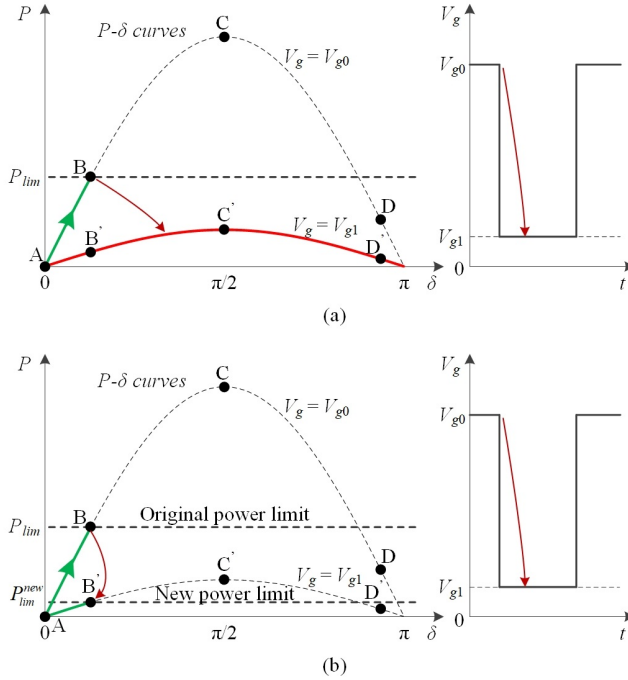 P
C
V_g
P-δ curves
V_g = V_g0
V_g0
B
P_lim
C'
D
V_g = V_g1
B'
D'
V_g1
A
0
0
π/2
π
δ
t
(a)
P
C
V_g
P-δ curves
V_g = V_g0
V_g0
B
Original power limit
P_lim
C'
D
V_g = V_g1
P_lim^new
B'
New power limit
D'
V_g1
A
0
0
π/2
π
δ
t
(b)